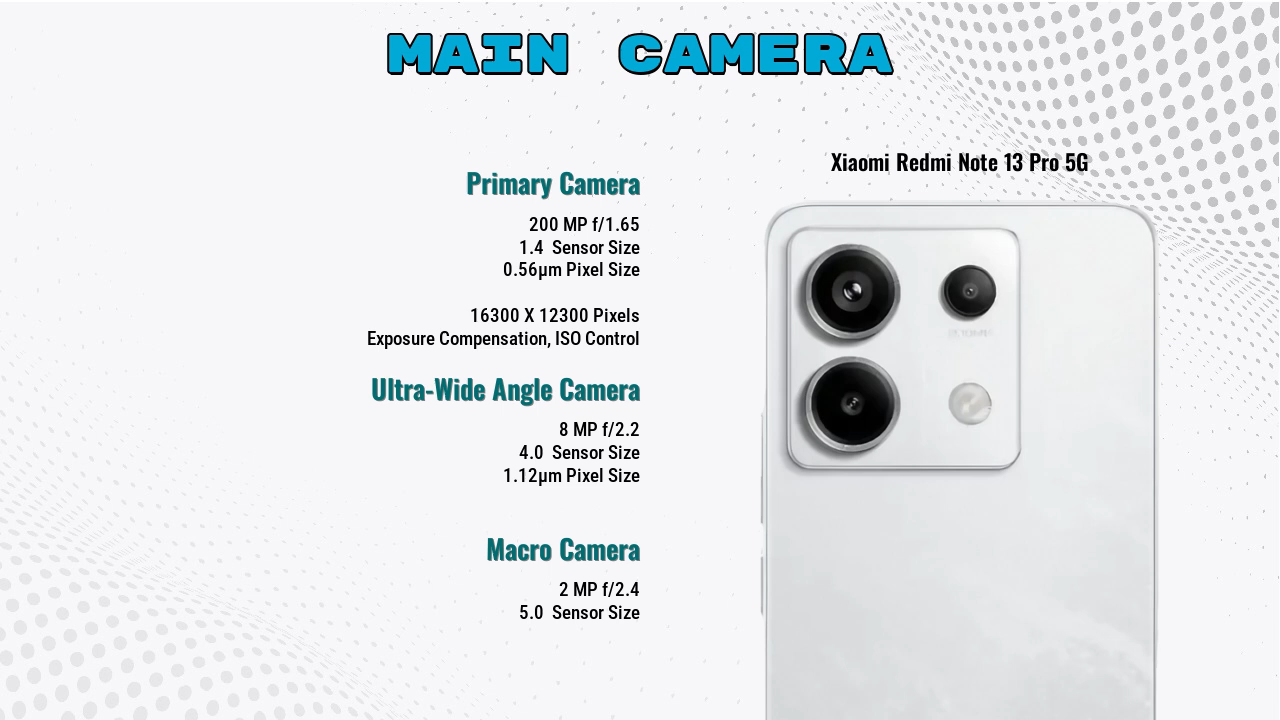 MAIN CAMERA
Xiaomi Redmi Note 13 Pro 5G
Primary Camera
200 MP f/1.65
1.4 Sensor Size
0.56µm Pixel Size
16300 X 12300 Pixels
Exposure Compensation, ISO Control
Ultra-Wide Angle Camera
8 MP f/2.2
4.0 Sensor Size
1.12µm Pixel Size
Macro Camera
2 MP f/2.4
5.0 Sensor Size